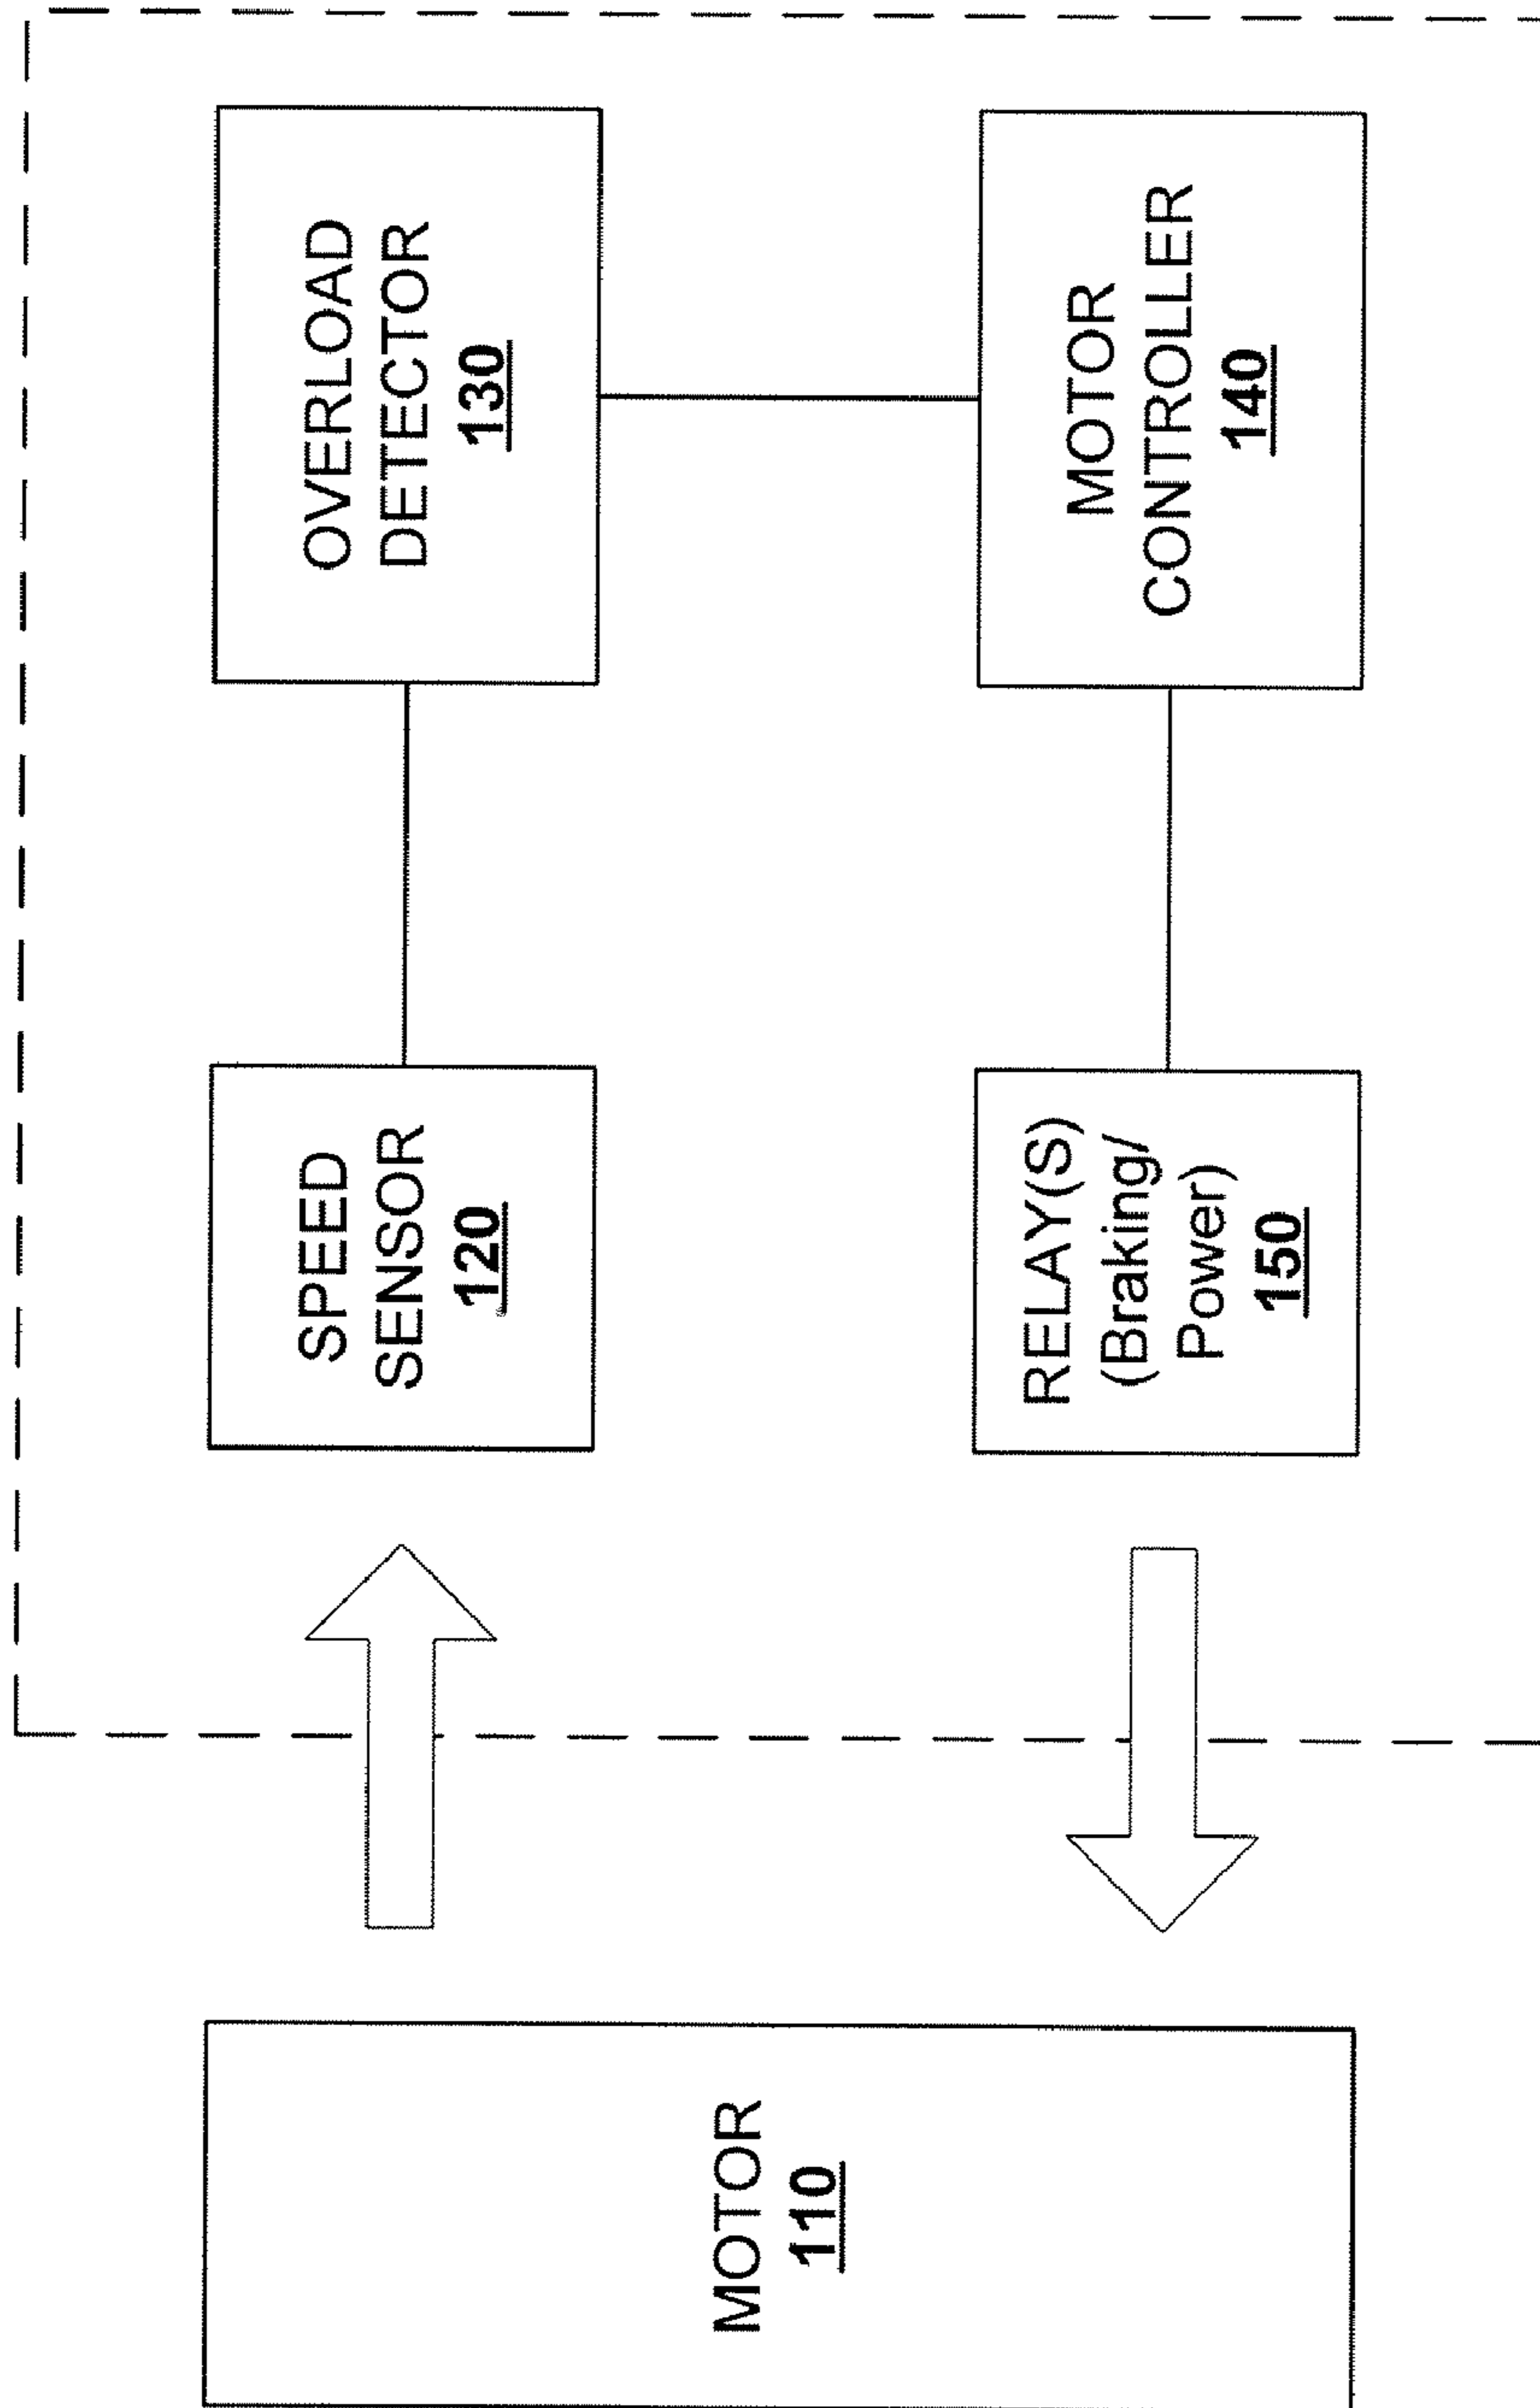 MOTOR
110
SPEED
SENSOR
120
OVERLOAD
DETECTOR
130
RELAY(S)
(Braking/
Power)
150
MOTOR
CONTROLLER
140